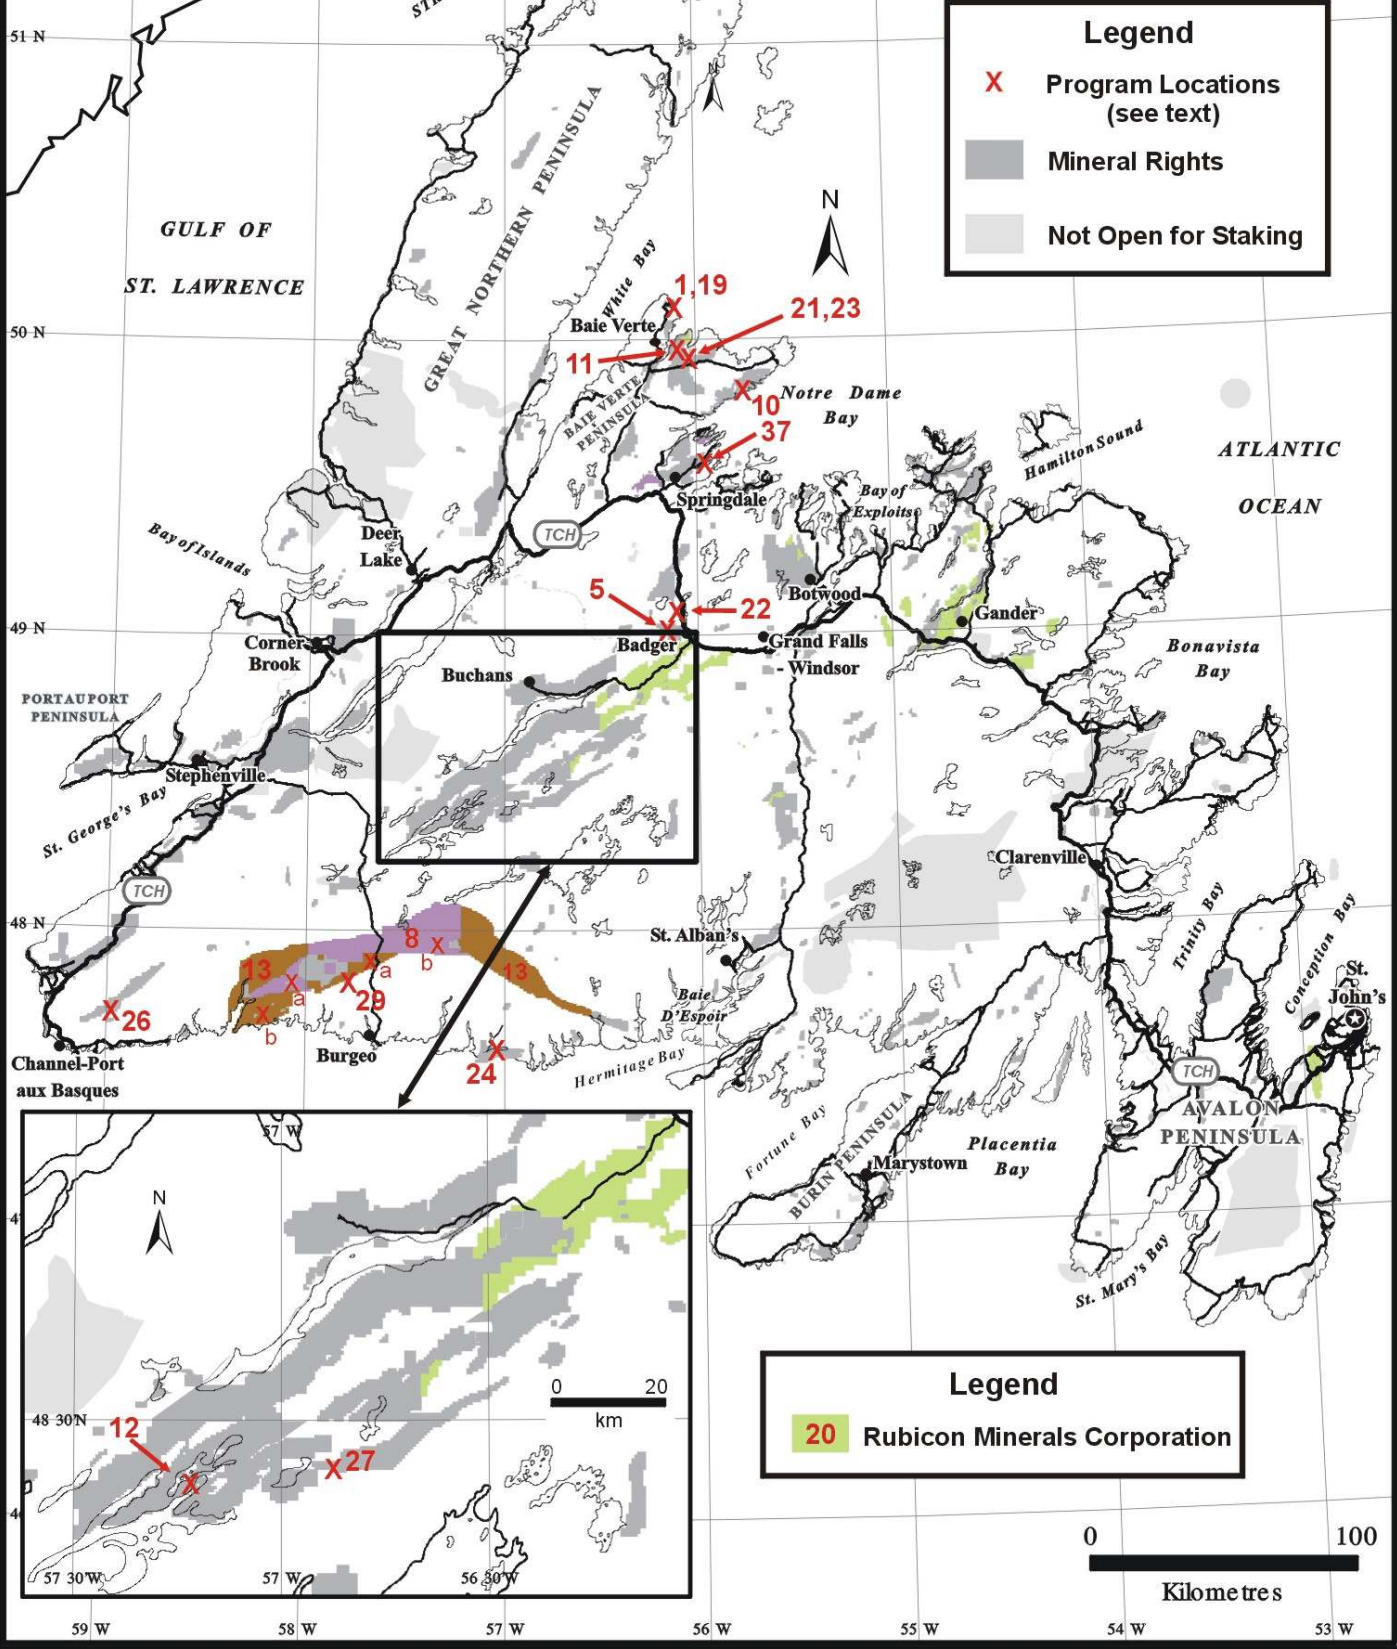 STR
51 N
Legend
X Program Locations
(see text)
Mineral Rights
Not Open for Staking
N
N
GULF OF
ST. LAWRENCE
GREAT NORTHERN PENINSULA
White Bay
1,19
X
21,23
50 N
Baie Verte
X
X
11
X
10
BAIE VERTE
PENINSULA
Notre Dame
Bay
37
X
Springdale
Hamilton Sound
ATLANTIC
OCEAN
Bay of
Exploits
TCH
Deer
Lake
Bay of Islands
5
X
22
X
Botwood
Gander
49 N
Corner
Brook
Badger
Grand Falls
- Windsor
Buchans
Bonavista
Bay
PORT AU PORT
PENINSULA
Stephenville
St. George's Bay
Clarenville
TCH
48 N
8
X
b
X
a
13
X
a
X
b
X
29
13
St. Alban's
Baie
D'Espoir
Trinity Bay
Conception Bay
St.
John's
X
26
Channel-Port
aux Basques
Burgeo
X
24
Hermitage Bay
TCH
AVALON
PENINSULA
Fortune Bay
BURIN PENINSULA
Marystown
Placentia
Bay
St. Mary's Bay
57 W
N
0 20
km
48 30'N
12
X
X
27
57 30'W
57 W
56 30'W
Legend
20 Rubicon Minerals Corporation
0 100
Kilometres
59 W
58 W
57 W
56 W
55 W
54 W
53 W